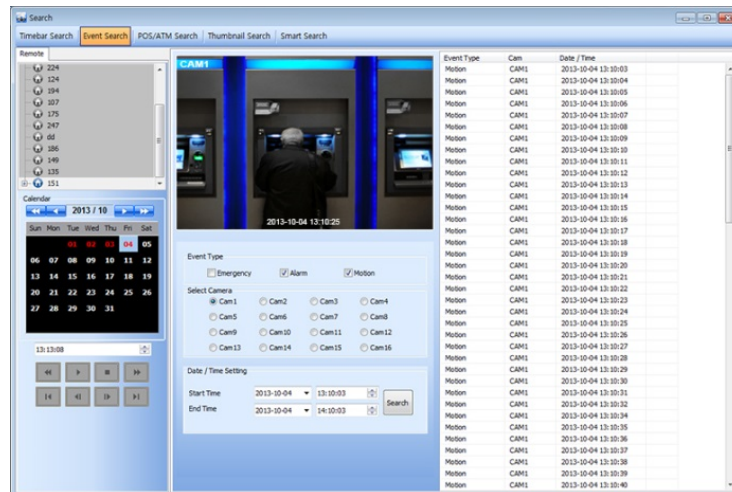 Search
Timebar Search Event Search POS/ATM Search Thumbnail Search Smart Search
Remote
224
124
194
107
175
247
dd
186
149
135
151
Calendar
2013 / 10
Sun Mon Tue Wed Thu Fri Sat
01 02 03 04 05
06 07 08 09 10 11 12
13 14 15 16 17 18 19
20 21 22 23 24 25 26
27 28 29 30 31
13:13:08
CAM1
2013-10-04 13:10:25
Event Type
Emergency Alarm Motion
Select Camera
Cam1 Cam2 Cam3 Cam4
Cam5 Cam6 Cam7 Cam8
Cam9 Cam10 Cam11 Cam12
Cam13 Cam14 Cam15 Cam16
Date / Time Setting
Start Time 2013-10-04 13:10:03
End Time 2013-10-04 14:10:03
Search
Event Type Cam Date / Time
Motion CAM1 2013-10-04 13:10:03
Motion CAM1 2013-10-04 13:10:04
Motion CAM1 2013-10-04 13:10:05
Motion CAM1 2013-10-04 13:10:06
Motion CAM1 2013-10-04 13:10:07
Motion CAM1 2013-10-04 13:10:08
Motion CAM1 2013-10-04 13:10:09
Motion CAM1 2013-10-04 13:10:10
Motion CAM1 2013-10-04 13:10:11
Motion CAM1 2013-10-04 13:10:12
Motion CAM1 2013-10-04 13:10:13
Motion CAM1 2013-10-04 13:10:14
Motion CAM1 2013-10-04 13:10:15
Motion CAM1 2013-10-04 13:10:16
Motion CAM1 2013-10-04 13:10:17
Motion CAM1 2013-10-04 13:10:18
Motion CAM1 2013-10-04 13:10:19
Motion CAM1 2013-10-04 13:10:20
Motion CAM1 2013-10-04 13:10:21
Motion CAM1 2013-10-04 13:10:22
Motion CAM1 2013-10-04 13:10:23
Motion CAM1 2013-10-04 13:10:24
Motion CAM1 2013-10-04 13:10:25
Motion CAM1 2013-10-04 13:10:26
Motion CAM1 2013-10-04 13:10:27
Motion CAM1 2013-10-04 13:10:28
Motion CAM1 2013-10-04 13:10:29
Motion CAM1 2013-10-04 13:10:30
Motion CAM1 2013-10-04 13:10:31
Motion CAM1 2013-10-04 13:10:32
Motion CAM1 2013-10-04 13:10:34
Motion CAM1 2013-10-04 13:10:35
Motion CAM1 2013-10-04 13:10:36
Motion CAM1 2013-10-04 13:10:37
Motion CAM1 2013-10-04 13:10:38
Motion CAM1 2013-10-04 13:10:39
Motion CAM1 2013-10-04 13:10:40